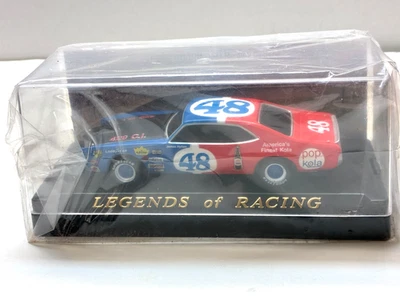 48
48
48
America's
Finest Kola
pop
kola
LEGENDS of RACING